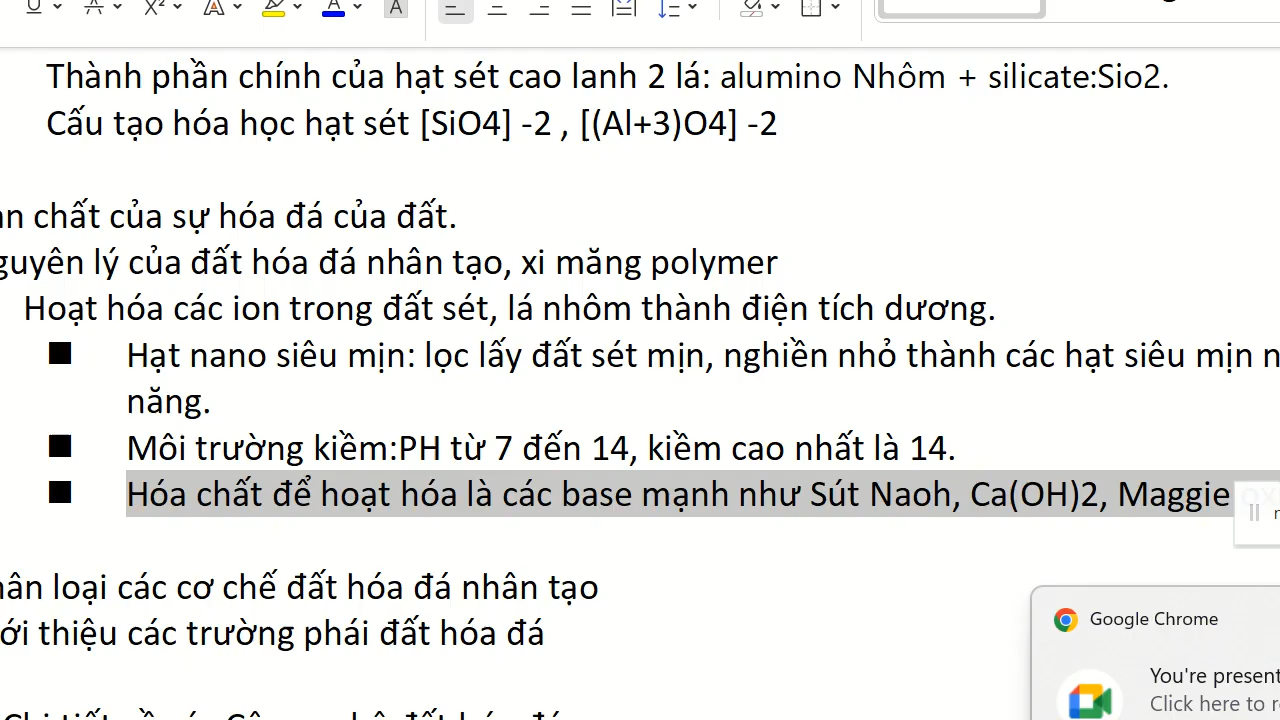 Thành phần chính của hạt sét cao lanh 2 lá: alumino Nhôm + silicate:Sio2.
Cấu tạo hóa học hạt sét [SiO4] -2 , [(Al+3)O4] -2
chất của sự hóa đá của đất.
lý của đất hóa đá nhân tạo, xi măng polymer
Hoạt hóa các ion trong đất sét, lá nhôm thành điện tích dương.
■ Hạt nano siêu mịn: lọc lấy đất sét mịn, nghiền nhỏ thành các hạt siêu mịn
năng.
■ Môi trường kiềm:PH từ 7 đến 14, kiềm cao nhất là 14.
■ Hóa chất để hoạt hóa là các base mạnh như Sút Naoh, Ca(OH)2, Maggie
loại các cơ chế đất hóa đá nhân tạo
thiệu các trường phái đất hóa đá
Google Chrome
You're present
Click here to